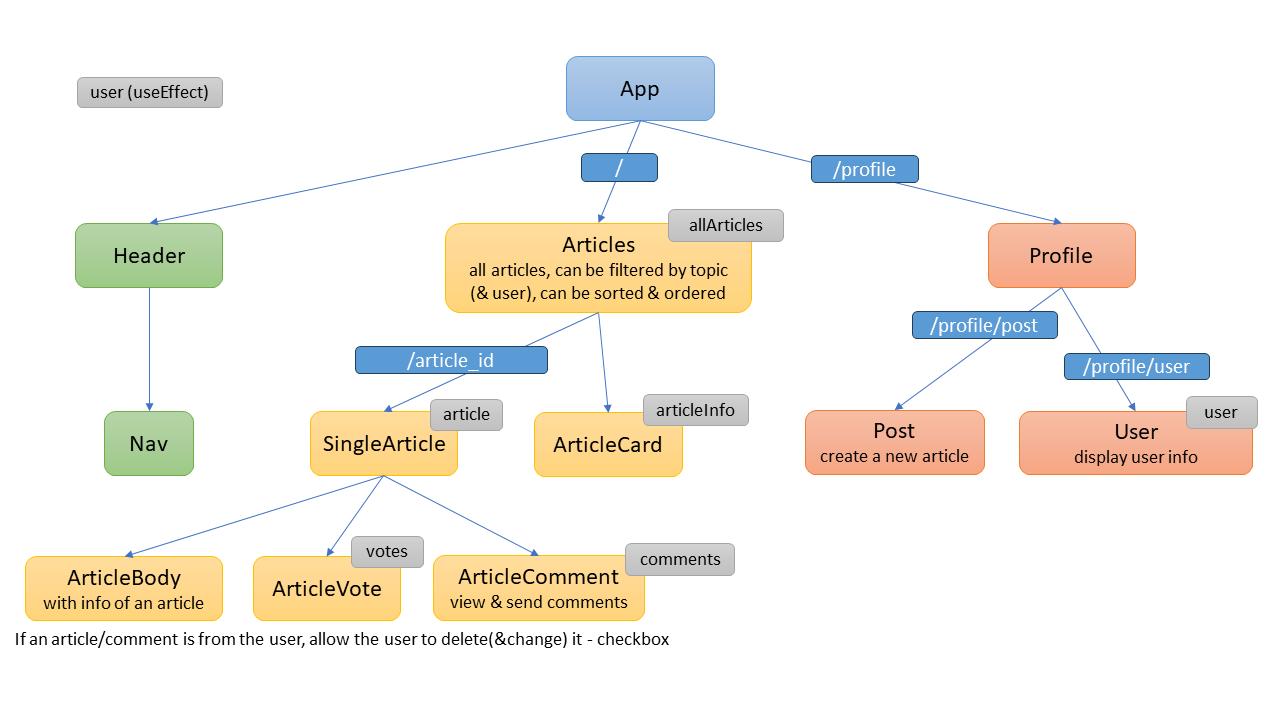 App
user (useEffect)
/
/profile
Header
allArticles
Articles
all articles, can be filtered by topic
(& user), can be sorted & ordered
Profile
/profile/post
/article_id
/profile/user
Nav
article
SingleArticle
articleInfo
ArticleCard
Post
create a new article
user
User
display user info
ArticleBody
with info of an article
votes
ArticleVote
comments
ArticleComment
view & send comments
If an article/comment is from the user, allow the user to delete(&change) it - checkbox